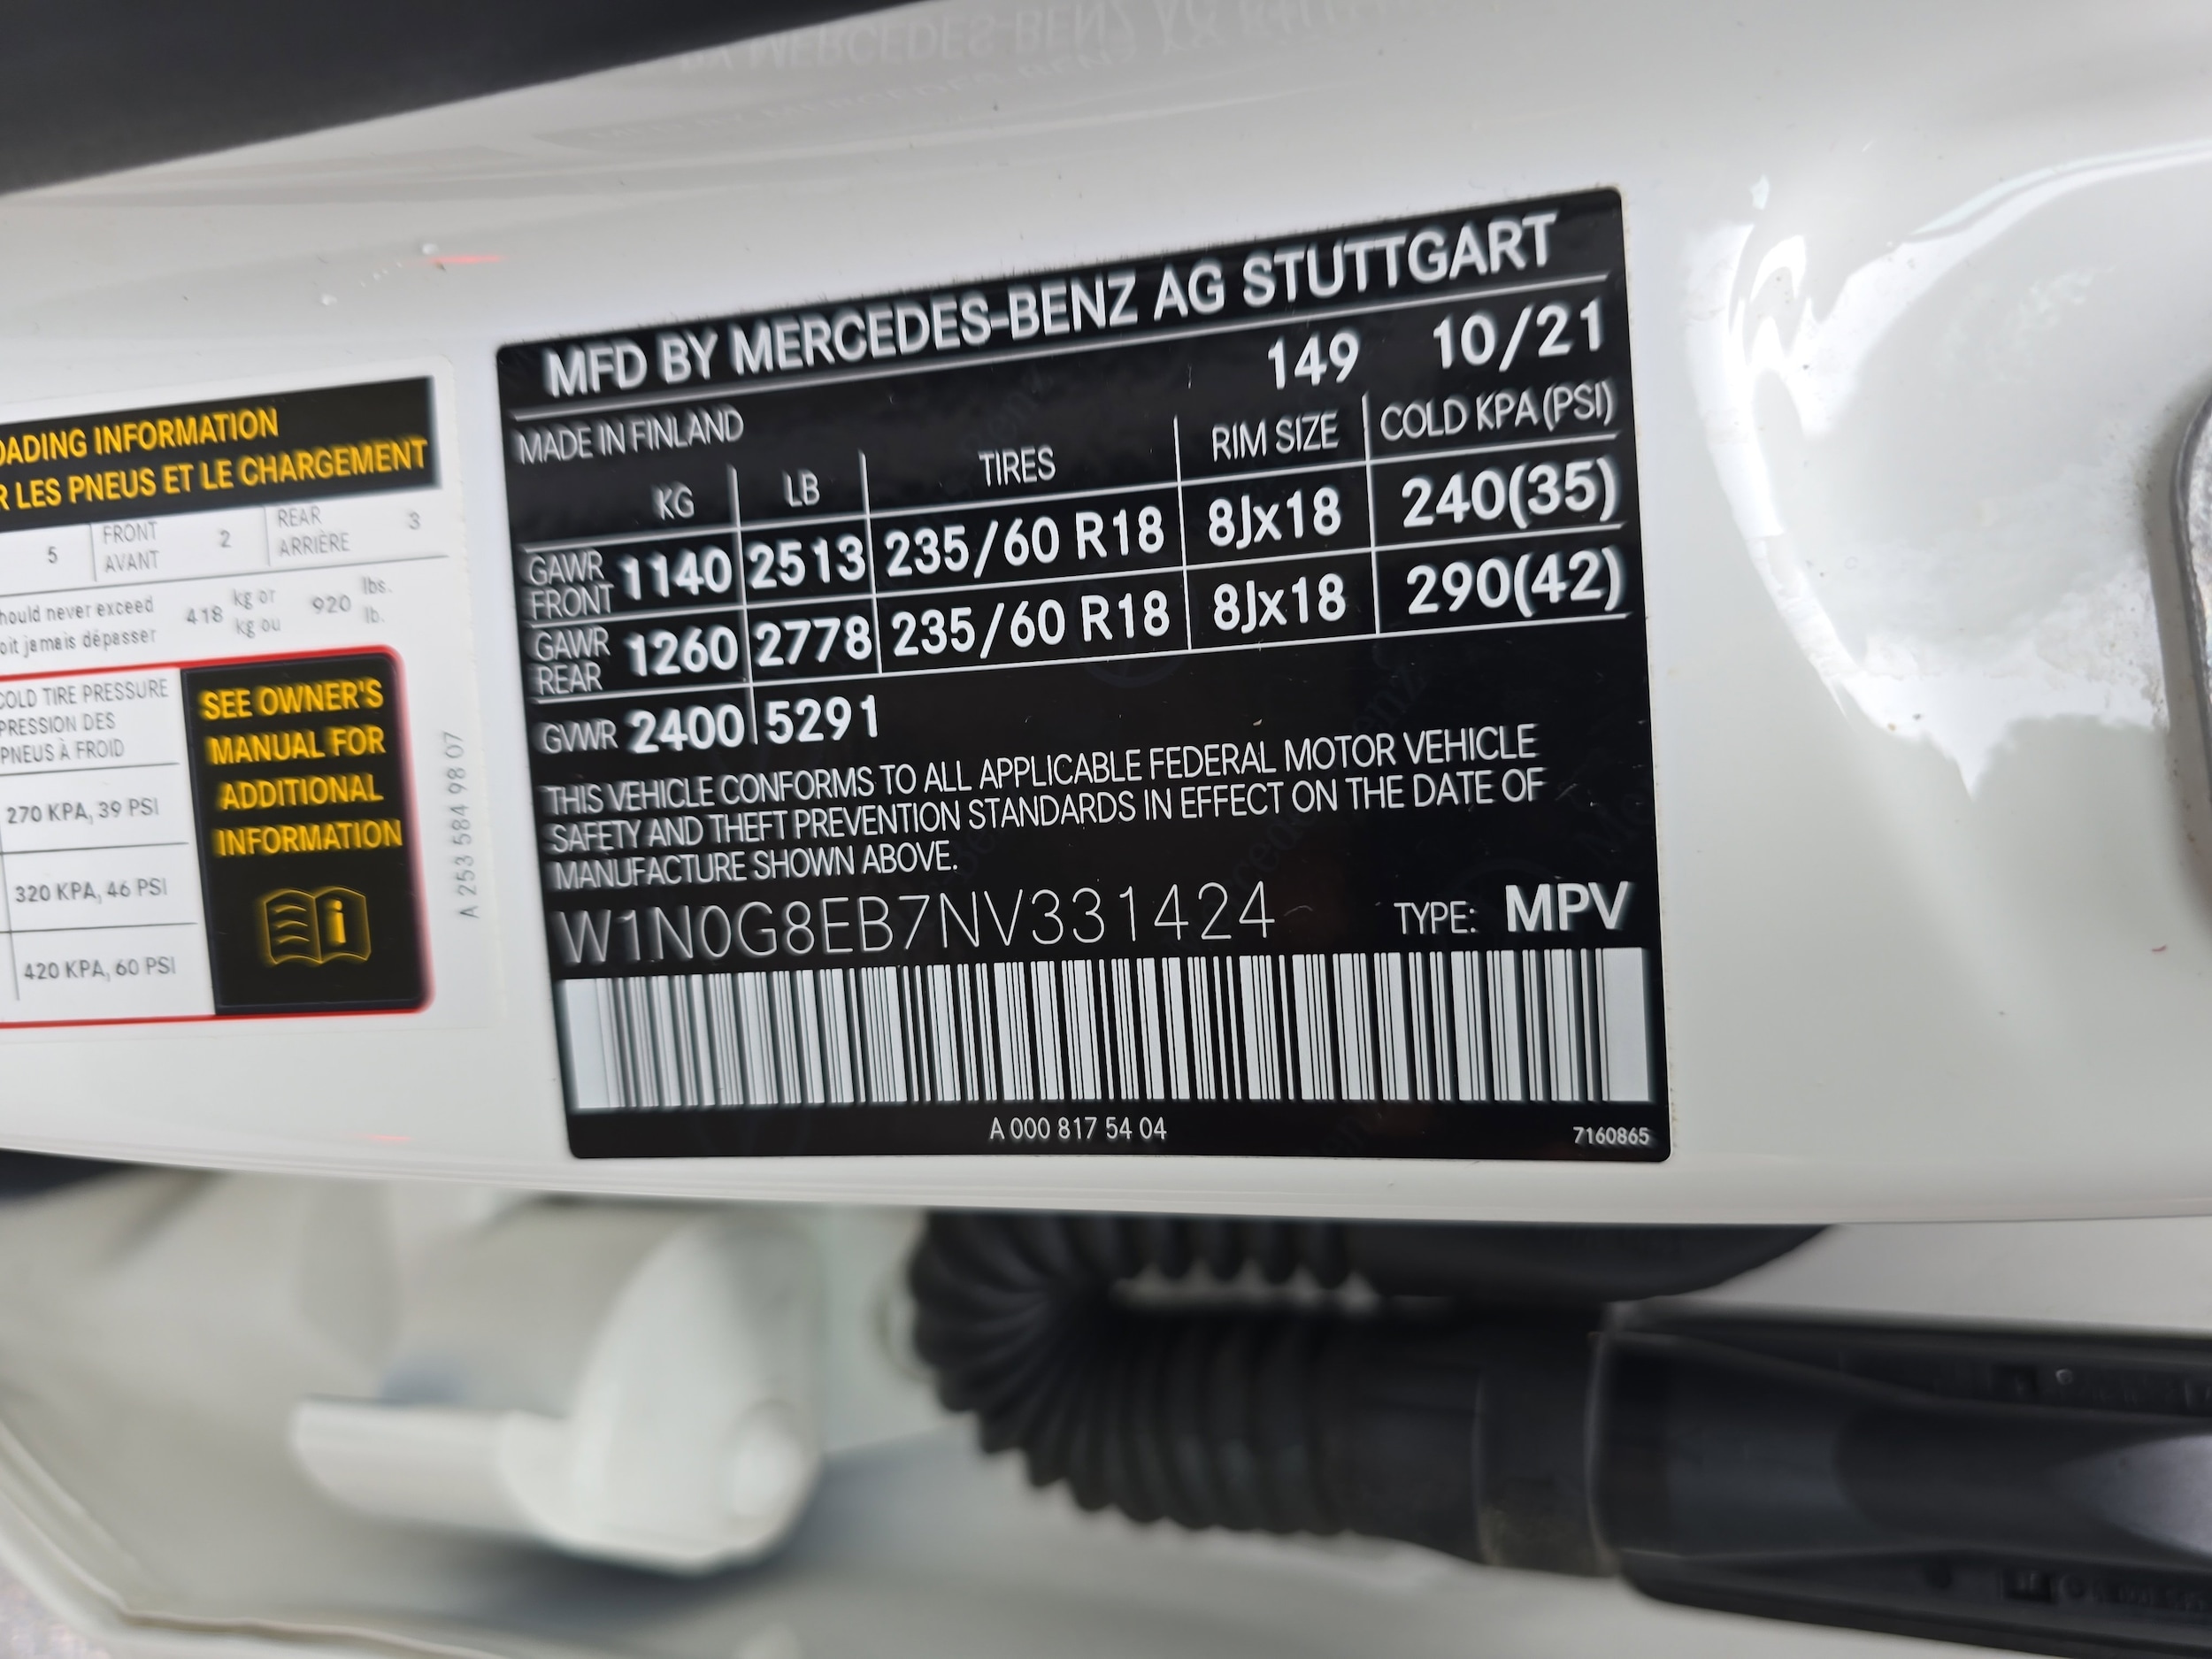 OADING INFORMATION
R LES PNEUS ET LE CHARGEMENT
5 FRONT AVANT 2 REAR ARRIÈRE 3
hould never exceed 418 kg or 920 lbs.
oit jamais dépasser kg ou lb.
COLD TIRE PRESSURE
PRESSION DES
PNEUS À FROID
270 KPA, 39 PSI
320 KPA, 46 PSI
420 KPA, 60 PSI
SEE OWNER'S
MANUAL FOR
ADDITIONAL
INFORMATION
A 253 584 98 07
MFD BY MERCEDES-BENZ AG STUTTGART
149 10/21
MADE IN FINLAND
KG LB TIRES RIM SIZE COLD KPA (PSI)
GAWR FRONT 1140 2513 235/60 R18 8Jx18 240(35)
GAWR REAR 1260 2778 235/60 R18 8Jx18 290(42)
GVWR 2400 5291
THIS VEHICLE CONFORMS TO ALL APPLICABLE FEDERAL MOTOR VEHICLE
SAFETY AND THEFT PREVENTION STANDARDS IN EFFECT ON THE DATE OF
MANUFACTURE SHOWN ABOVE.
W1N0G8EB7NV331424 TYPE: MPV
A 000 817 54 04
7160865